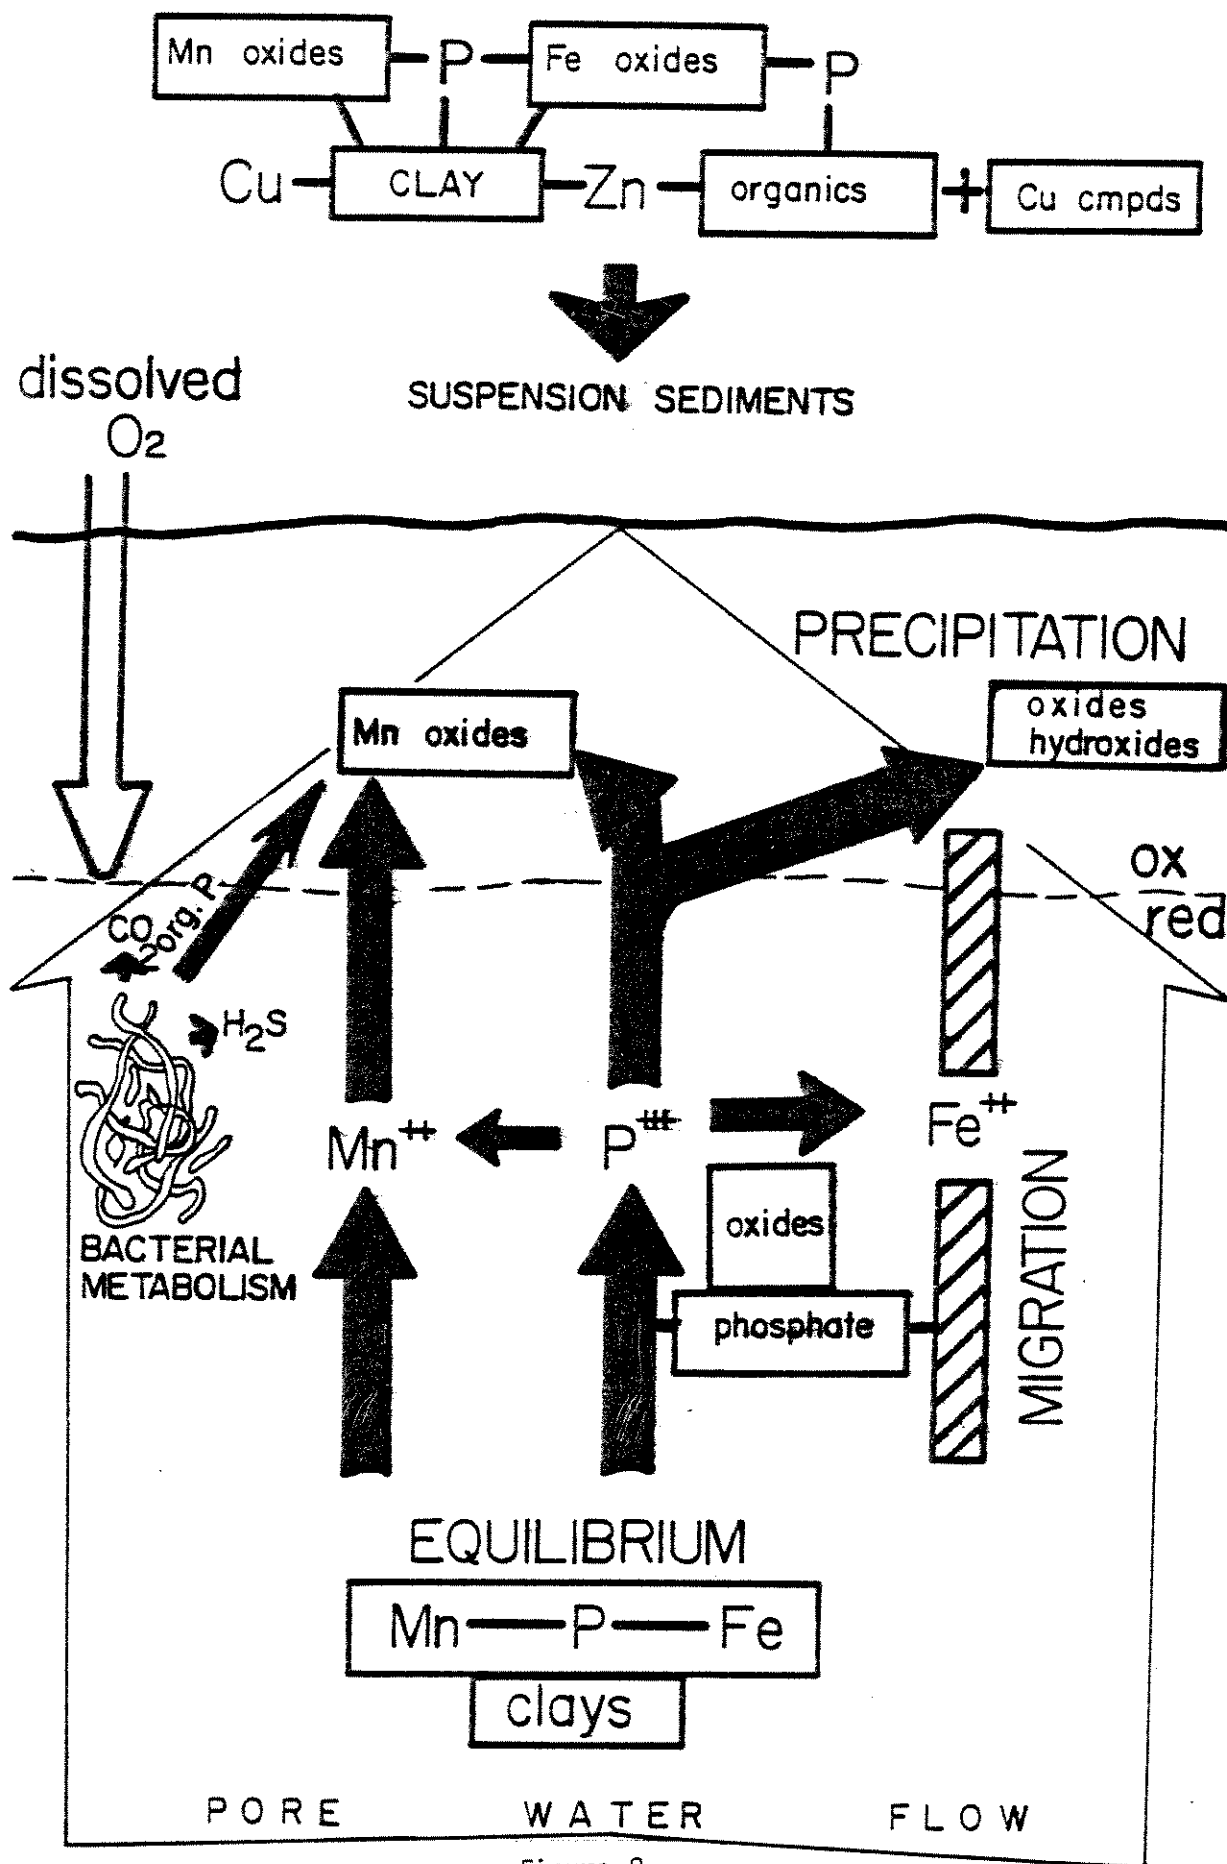 Mn oxides P Fe oxides P
Cu CLAY Zn organics + Cu cmpds
SUSPENSION SEDIMENTS
dissolved
O2
PRECIPITATION
Mn oxides
oxides
hydroxides
ox
red
CO2
org. P
H2S
BACTERIAL
METABOLISM
Mn++ P+++ Fe++
oxides
phosphate
MIGRATION
EQUILIBRIUM
Mn P Fe
clays
PORE WATER FLOW